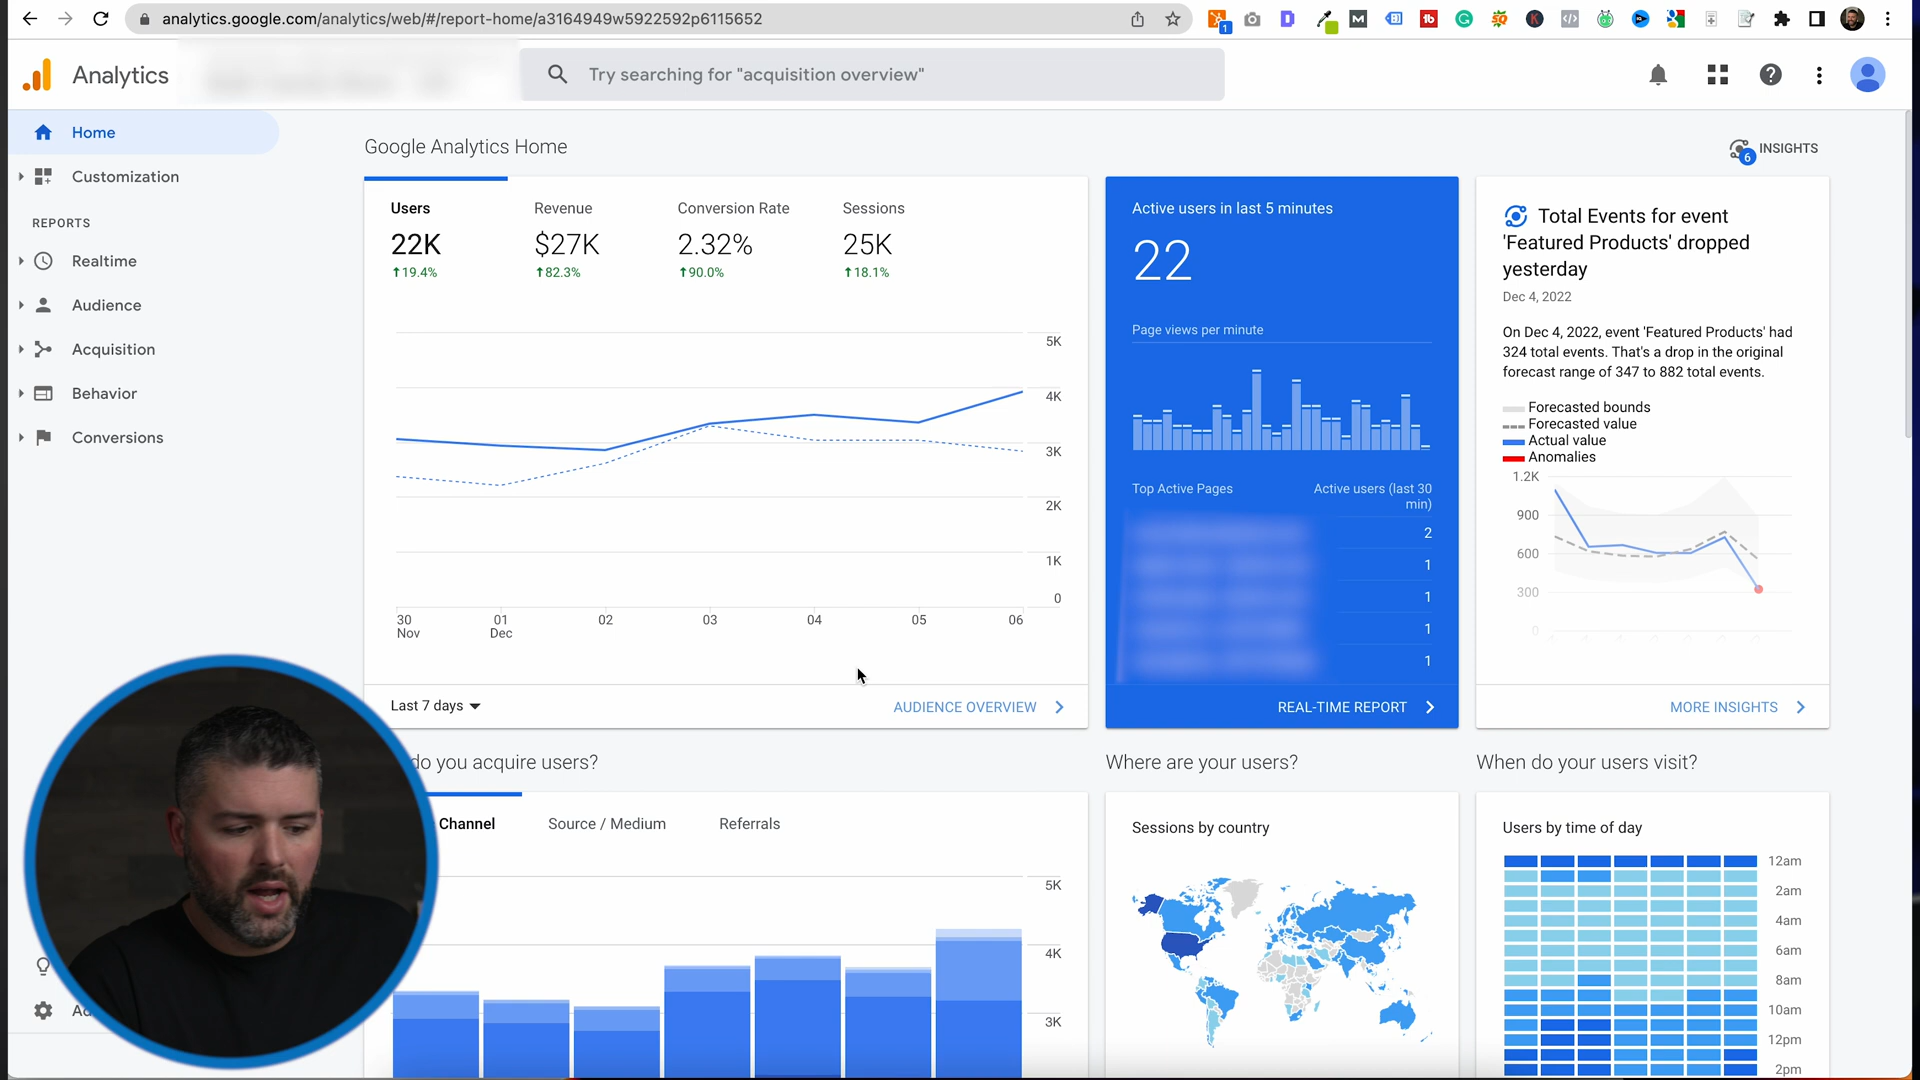 analytics.google.com/analytics/web/#/report-home/a3164949w5922592p6115652
1
Analytics
Try searching for "acquisition overview"
Home
Customization
REPORTS
Realtime
Audience
Acquisition
Behavior
Conversions
Google Analytics Home
6
INSIGHTS
Users
Revenue
Conversion Rate
Sessions
22K
$27K
2.32%
25K
19.4%
82.3%
90.0%
18.1%
5K
4K
3K
2K
1K
0
30
Nov
01
Dec
02
03
04
05
06
Last 7 days
AUDIENCE OVERVIEW
Active users in last 5 minutes
22
Page views per minute
Top Active Pages
Active users (last 30
min)
2
1
1
1
1
REAL-TIME REPORT
Total Events for event
'Featured Products' dropped
yesterday
Dec 4, 2022
On Dec 4, 2022, event 'Featured Products' had
324 total events. That's a drop in the original
forecast range of 347 to 882 total events.
Forecasted bounds
Forecasted value
Actual value
Anomalies
1.2K
900
600
300
0
MORE INSIGHTS
do you acquire users?
Channel
Source / Medium
Referrals
5K
4K
3K
Where are your users?
Sessions by country
When do your users visit?
Users by time of day
12am
2am
4am
6am
8am
10am
12pm
2pm